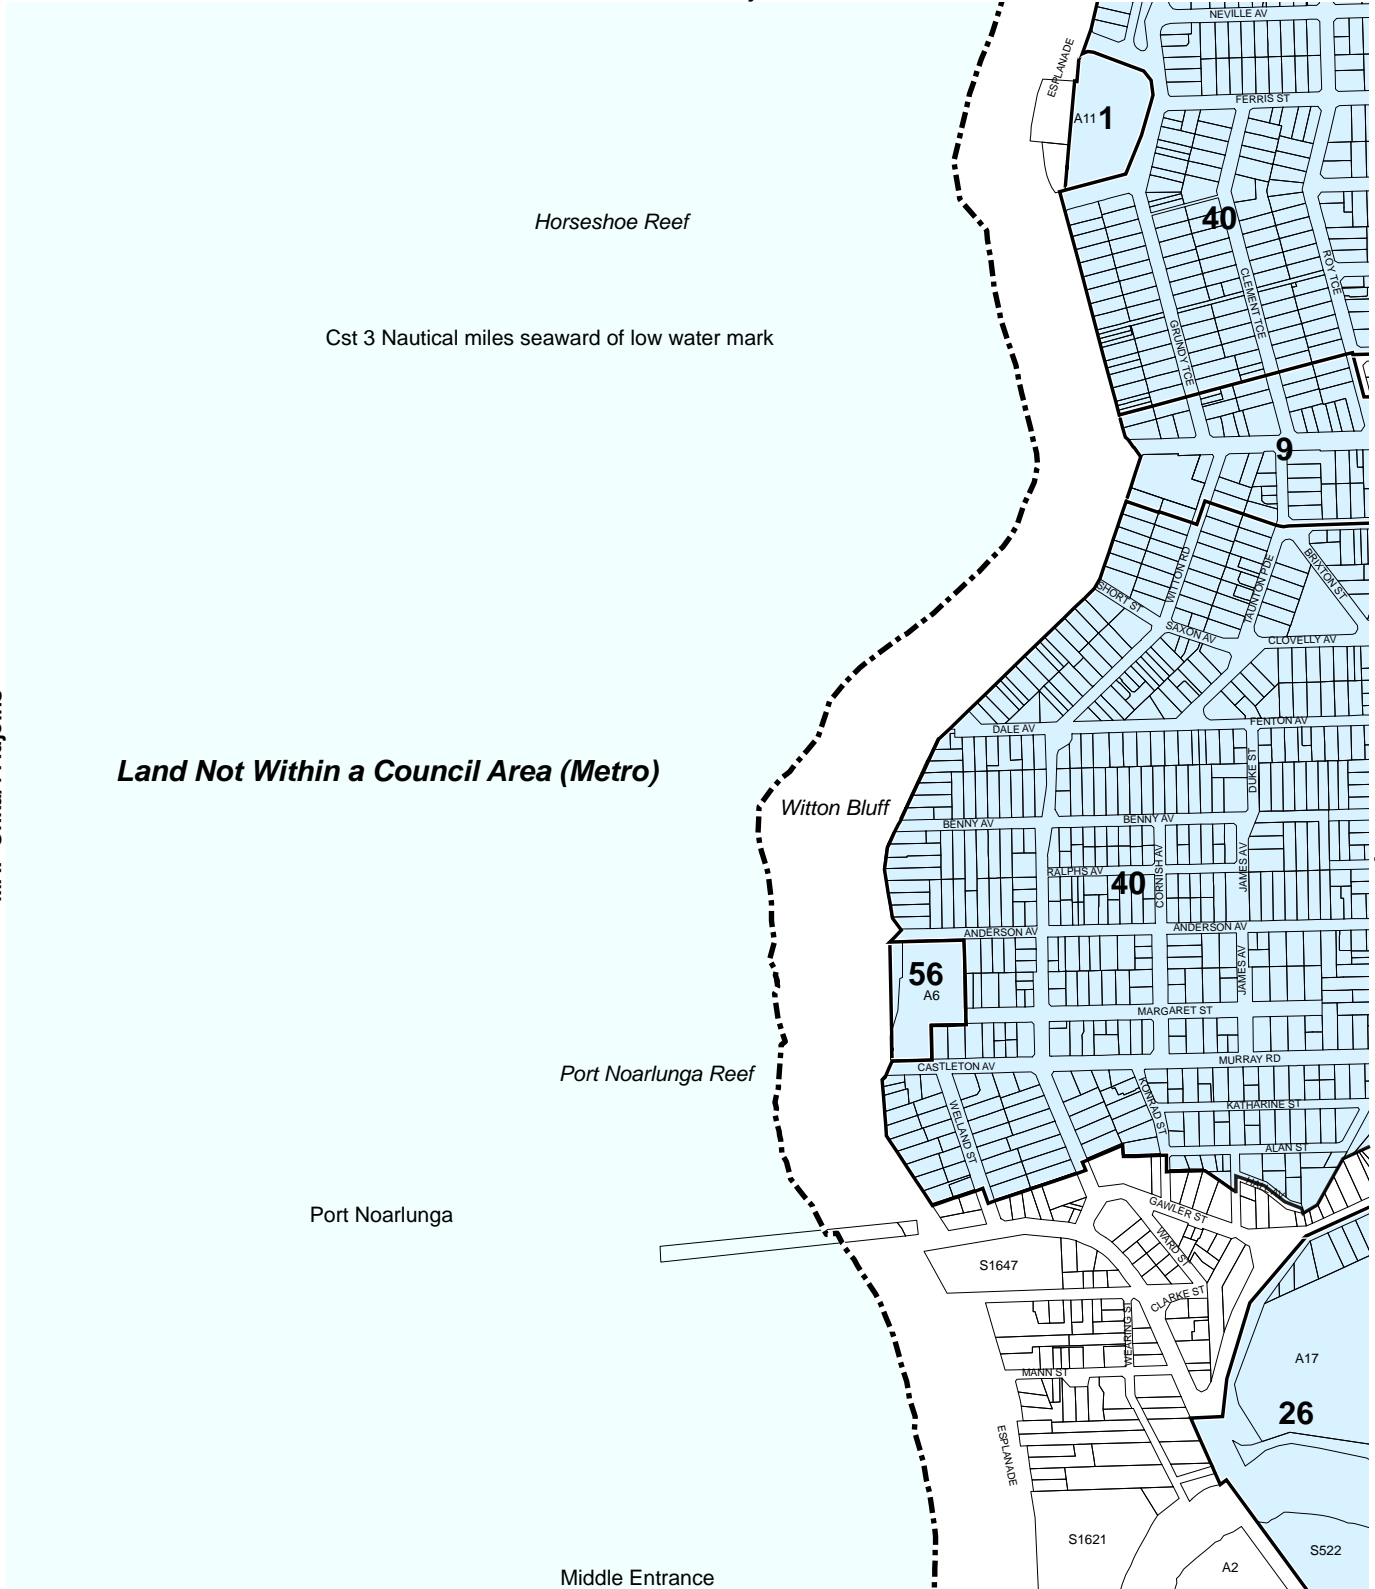 NEVILLE AV
ESPLANADE
FERRIS ST
A11
1
Horseshoe Reef
40
ROY TCE
CLEMENT TCE
Cst 3 Nautical miles seaward of low water mark
GRUNDY TCE
9
WITTON RD
TAUNTON PDE
BRIXTON ST
SHORT ST
SAXON AV
CLOVELLY AV
DALE AV
FENTON AV
DUKE ST
Land Not Within a Council Area (Metro)
Witton Bluff
BENNY AV
BENNY AV
RALPHS AV
40
CORNISH AV
JAMES AV
ANDERSON AV
ANDERSON AV
56
A6
JAMES AV
MARGARET ST
MURRAY RD
Port Noarlunga Reef
CASTLETON AV
WELLAND ST
KONRAD ST
KATHARINE ST
ALAN ST
Port Noarlunga
GAWLER ST
WARD ST
S1647
CLARKE ST
WEARING ST
MANN ST
A17
26
ESPLANADE
S1621
S522
A2
Middle Entrance